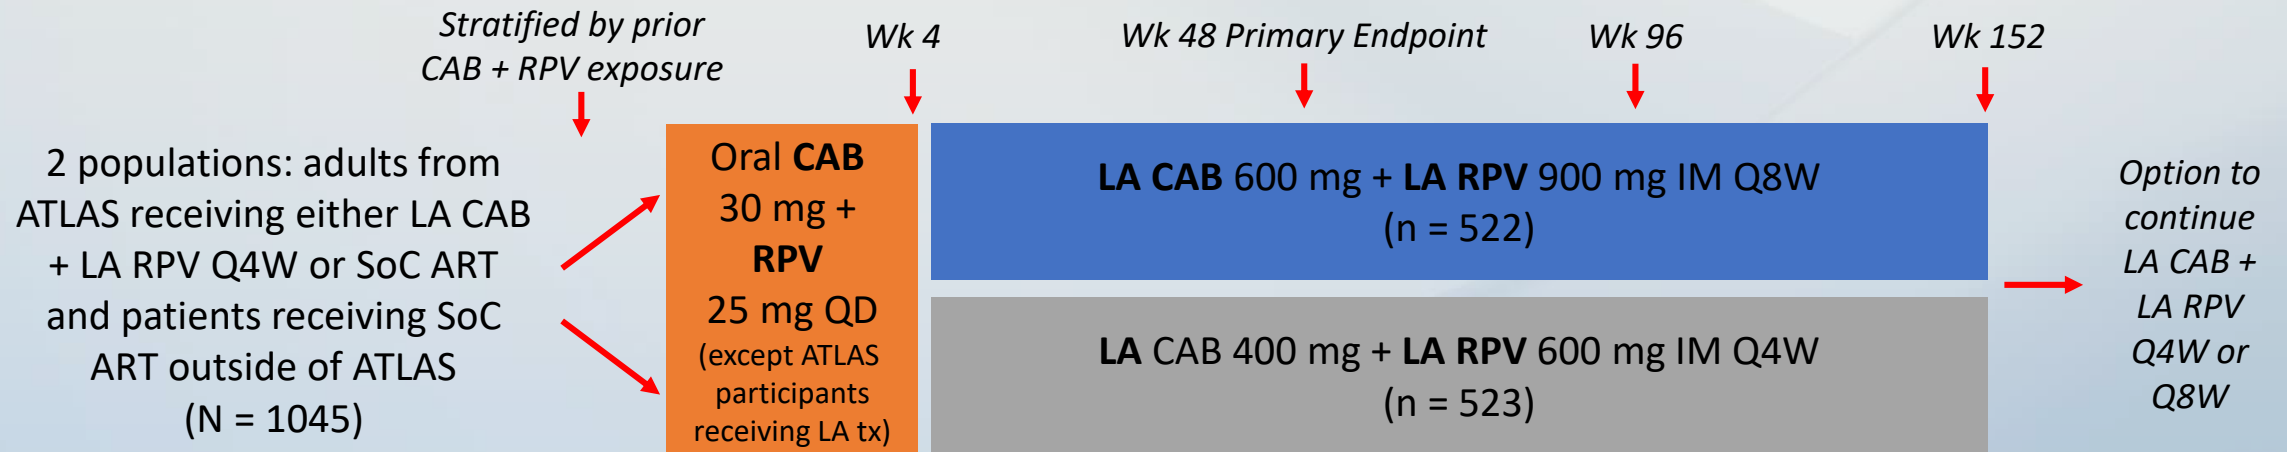 Stratified by prior
CAB + RPV exposure
Wk 4
Wk 48 Primary Endpoint
Wk 96
Wk 152
2 populations: adults from
ATLAS receiving either LA CAB
+ LA RPV Q4W or SoC ART
and patients receiving SoC
ART outside of ATLAS
(N = 1045)
Oral CAB
30 mg +
RPV
25 mg QD
(except ATLAS
participants
receiving LA tx)
LA CAB 600 mg + LA RPV 900 mg IM Q8W
(n = 522)
LA CAB 400 mg + LA RPV 600 mg IM Q4W
(n = 523)
Option to
continue
LA CAB +
LA RPV
Q4W or
Q8W